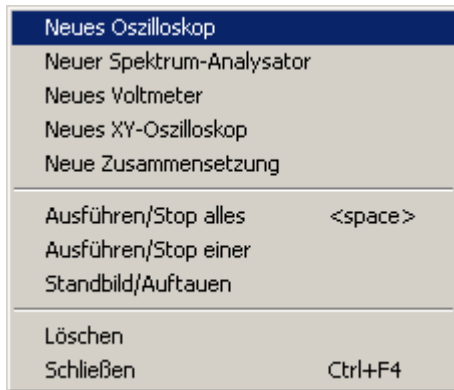 Neues Oszilloskop
Neuer Spektrum-Analysator
Neues Voltmeter
Neues XY-Oszilloskop
Neue Zusammensetzung
Ausführen/Stop alles <space>
Ausführen/Stop einer
Standbild/Auftauen
Löschen
Schließen Ctrl+F4